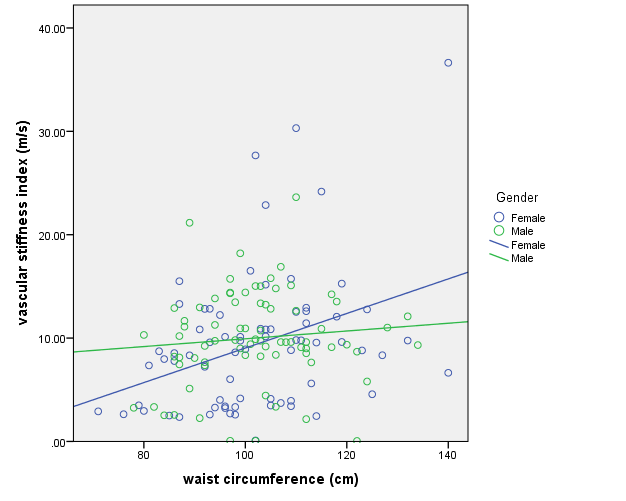 40.00
30.00
20.00
10.00
.00
vascular stiffness index (m/s)
80
100
120
140
waist circumference (cm)
Gender
Female
Male
Female
Male